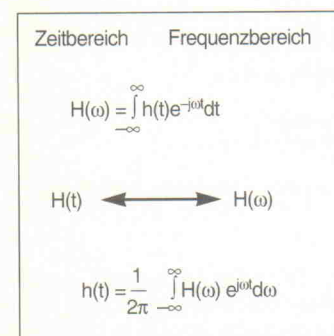 Zeitbereich Frequenzbereich
H(ω) = ∫_{−∞}^{∞} h(t)e^{−jωt}dt
H(t) ⟷ H(ω)
h(t) = 1/2π ∫_{−∞}^{∞} H(ω) e^{jωt}dω